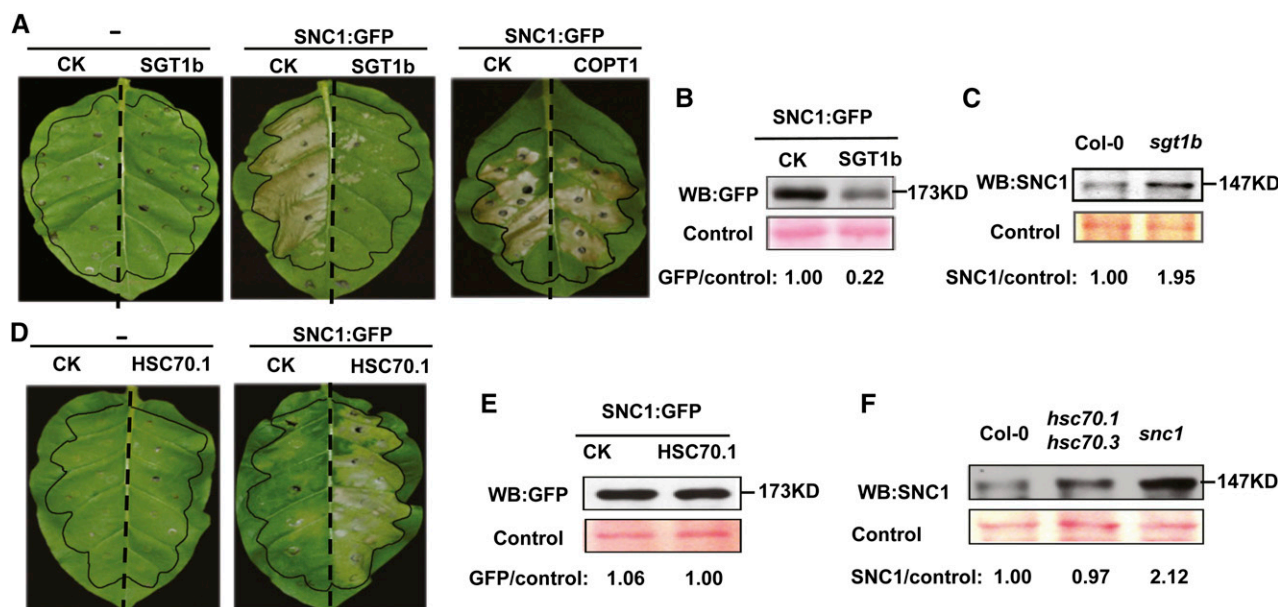 A
–
CK SGT1b
SNC1:GFP
CK SGT1b
SNC1:GFP
CK COPT1
B
SNC1:GFP
CK SGT1b
WB:GFP
173KD
Control
GFP/control: 1.00 0.22
C
Col-0 sgt1b
WB:SNC1
147KD
Control
SNC1/control: 1.00 1.95
D
–
CK HSC70.1
SNC1:GFP
CK HSC70.1
E
SNC1:GFP
CK HSC70.1
WB:GFP
173KD
Control
GFP/control: 1.06 1.00
F
Col-0 hsc70.1 hsc70.3 snc1
WB:SNC1
147KD
Control
SNC1/control: 1.00 0.97 2.12